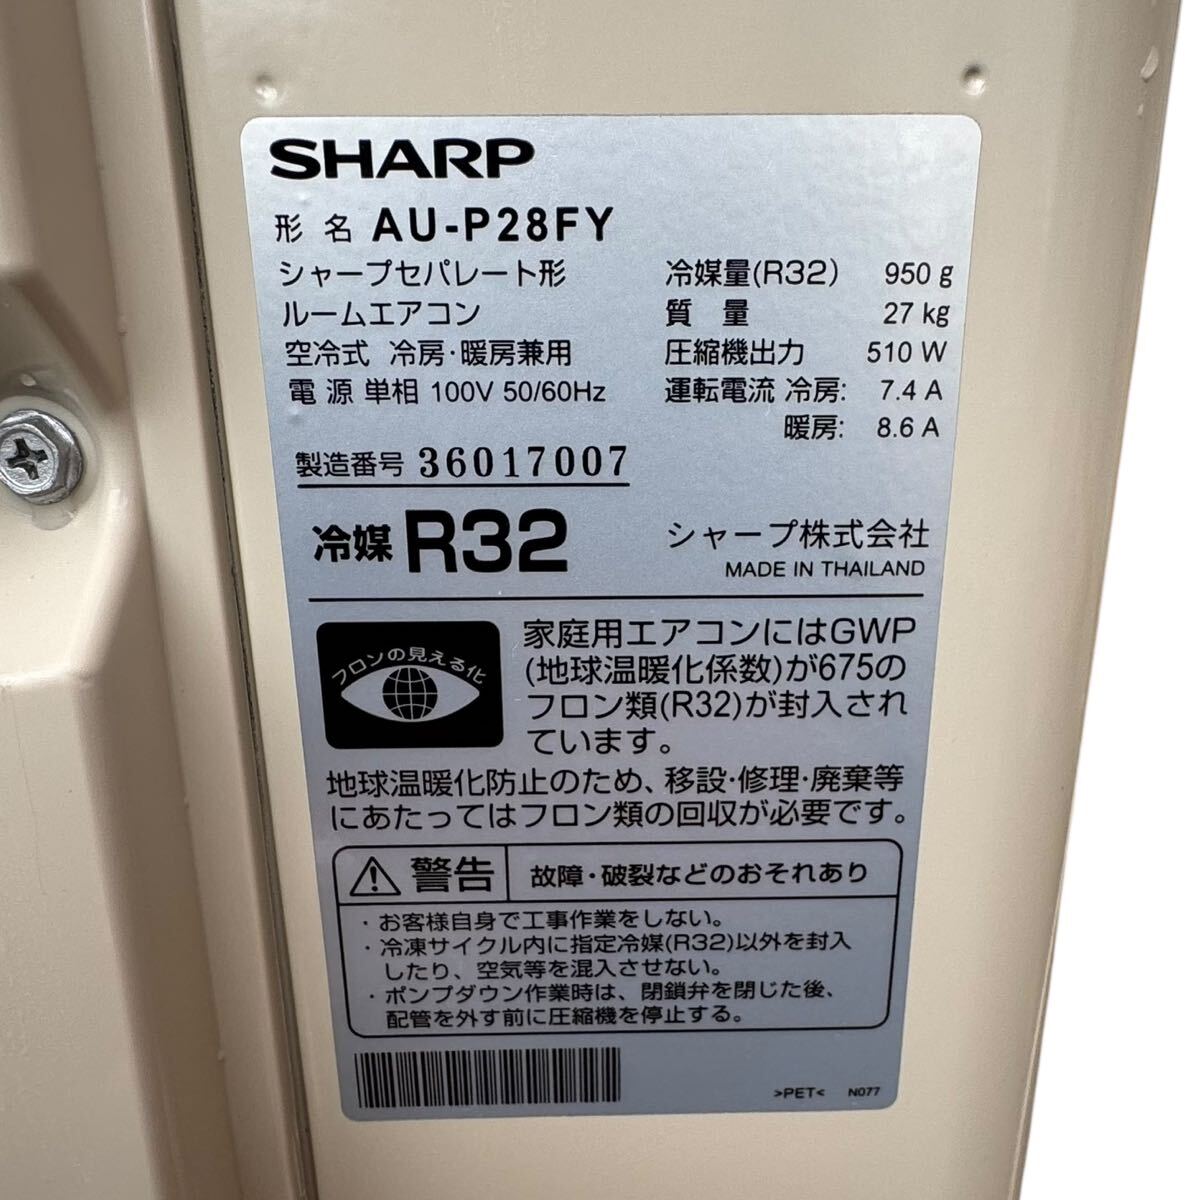 SHARP
形 名 AU-P28FY
シャープセパレート形
ルームエアコン
空冷式 冷房・暖房兼用
電 源 単相 100V 50/60Hz
冷媒量(R32) 950 g
質 量 27 kg
圧縮機出力 510 W
運転電流 冷房: 7.4 A
暖房: 8.6 A
製造番号 36017007
冷媒 R32
シャープ株式会社
MADE IN THAILAND
フロンの見える化
家庭用エアコンにはGWP
(地球温暖化係数)が675の
フロン類(R32)が封入され
ています。
地球温暖化防止のため、移設・修理・廃棄等
にあたってはフロン類の回収が必要です。
警告 故障・破裂などのおそれあり
・お客様自身で工事作業をしない。
・冷凍サイクル内に指定冷媒(R32)以外を封入
したり、空気等を混入させない。
・ポンプダウン作業時は、閉鎖弁を閉じた後、
配管を外す前に圧縮機を停止する。
>PET< N077